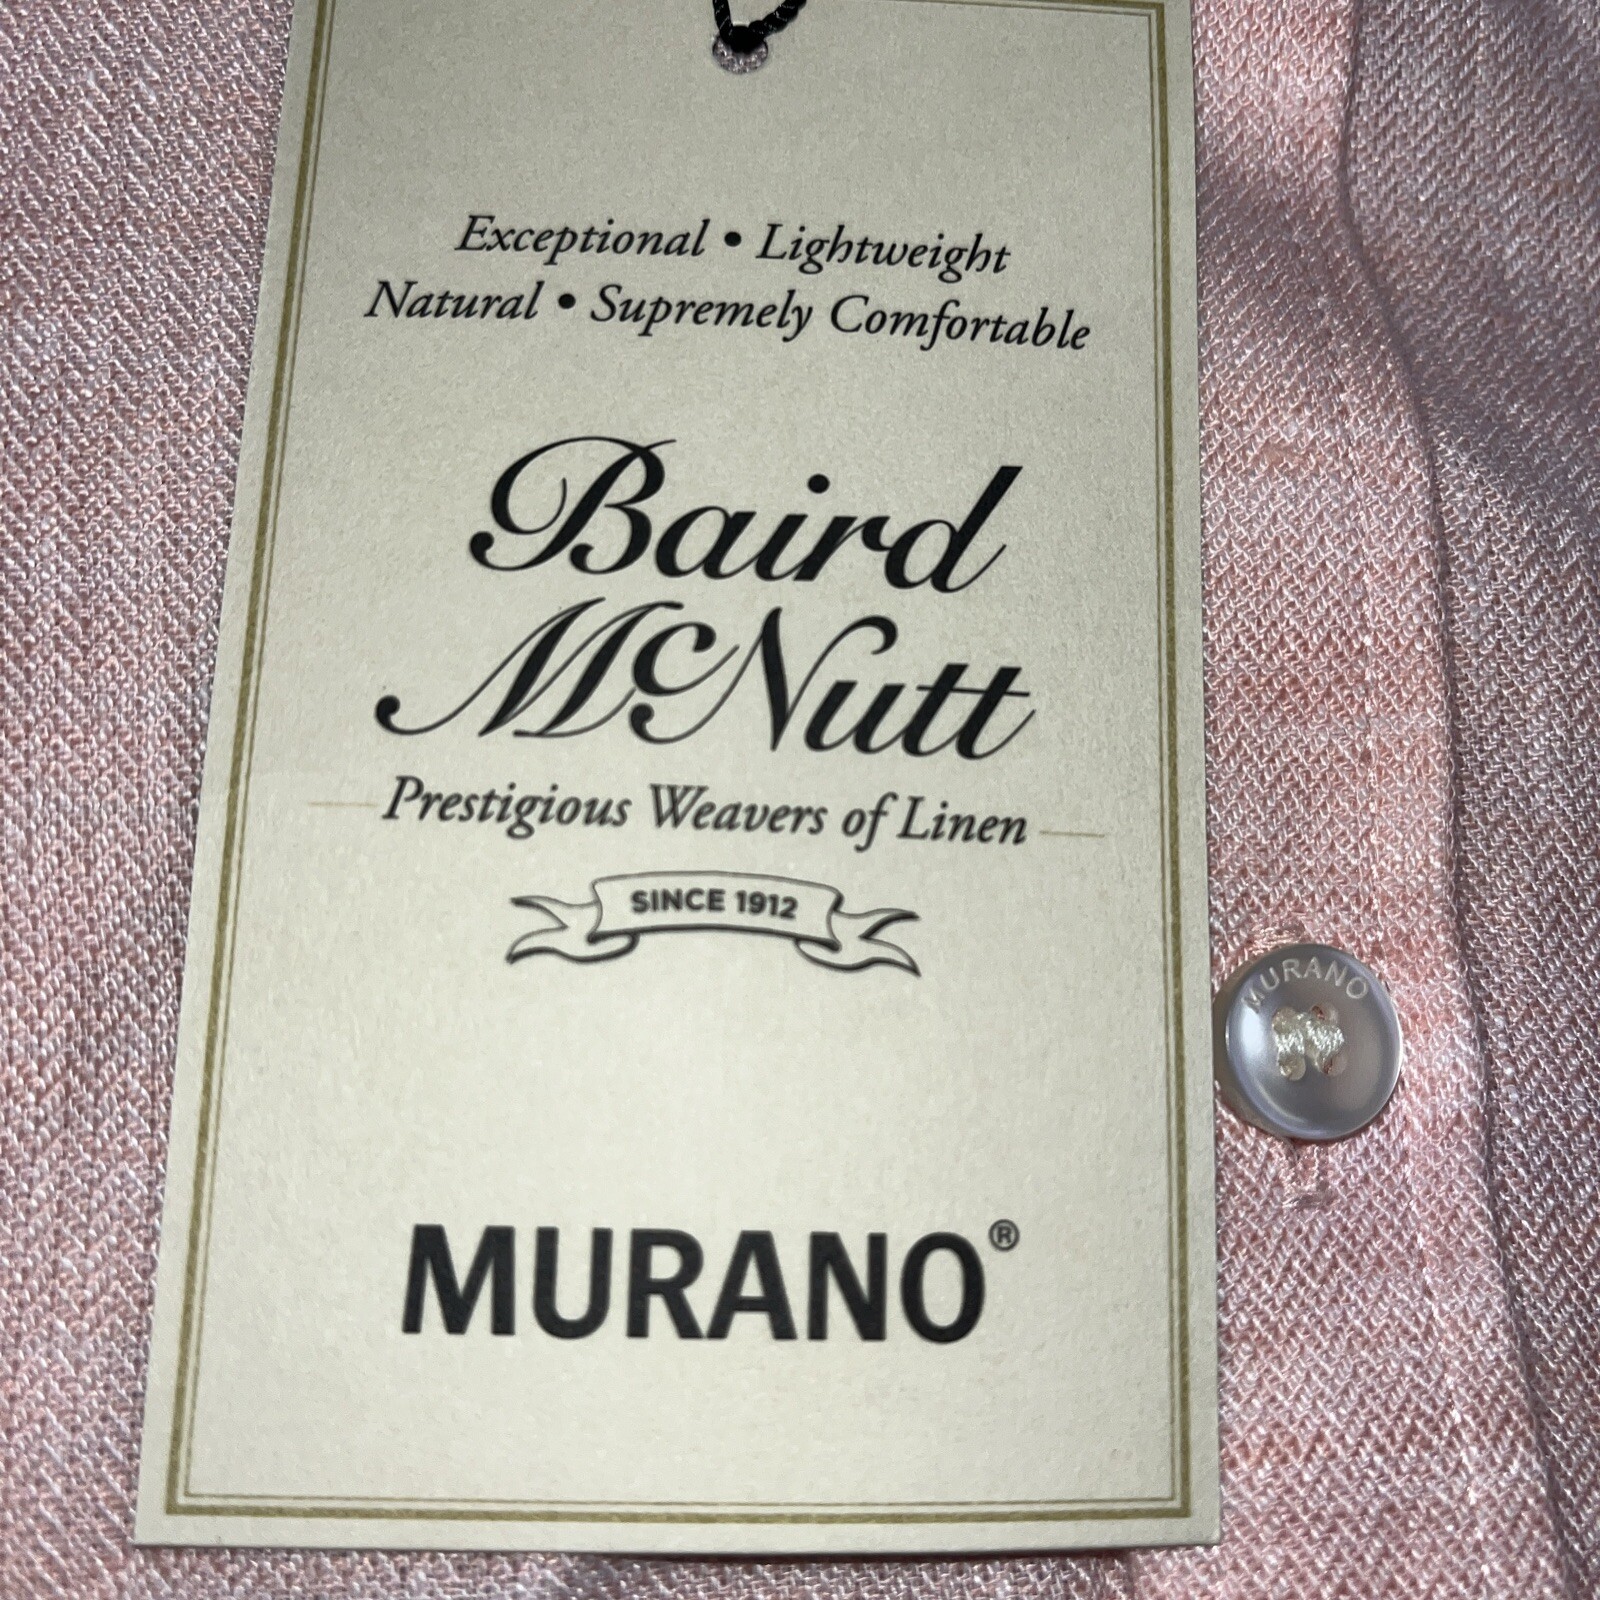 Exceptional • Lightweight
Natural • Supremely Comfortable
Baird
McNutt
Prestigious Weavers of Linen
SINCE 1912
MURANO
MURANO®